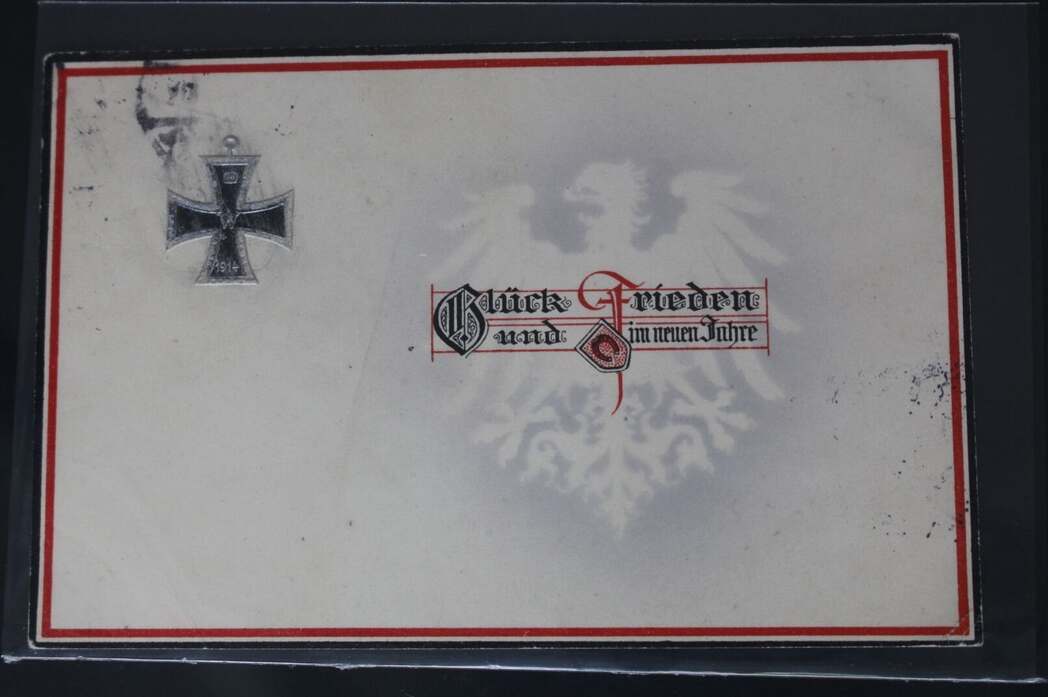 1914
Glück Frieden
und im neuen Jahre